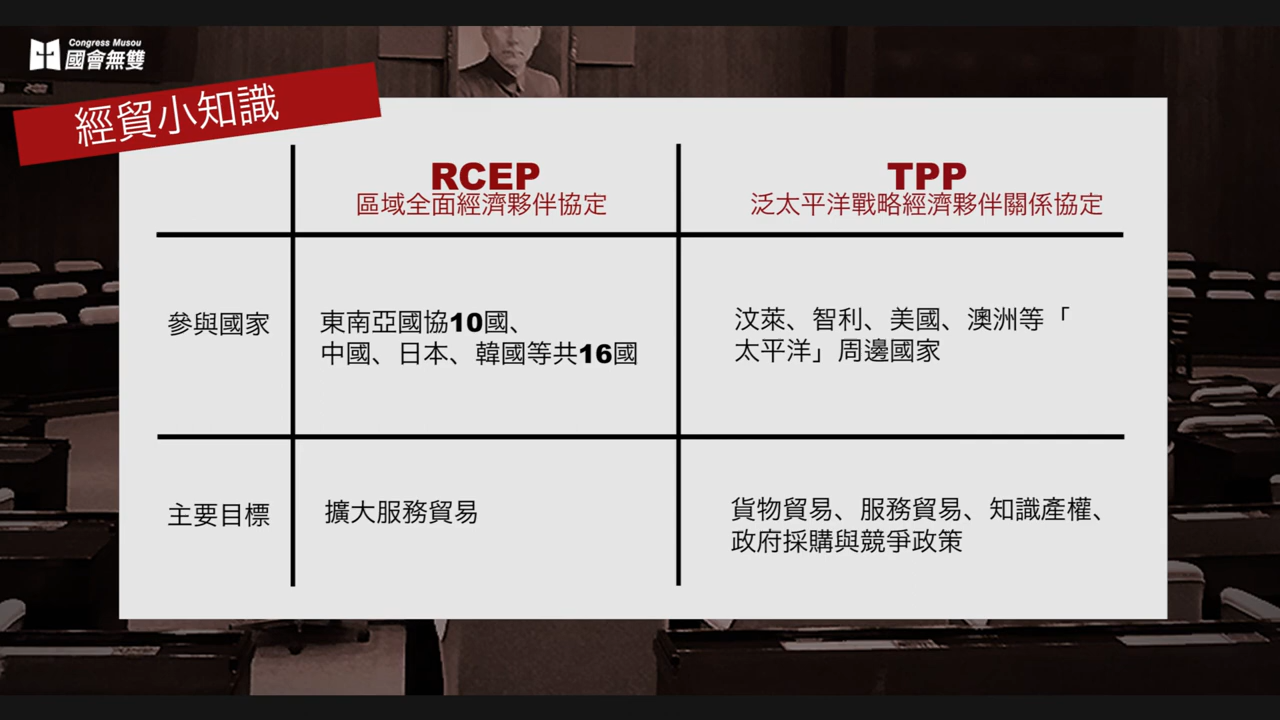 Congress Musou
國會無雙
經貿小知識
RCEP
區域全面經濟夥伴協定
TPP
泛太平洋戰略經濟夥伴關係協定
參與國家
東南亞國協10國、
中國、日本、韓國等共16國
汶萊、智利、美國、澳洲等「
太平洋」周邊國家
主要目標
擴大服務貿易
貨物貿易、服務貿易、知識產權、
政府採購與競爭政策